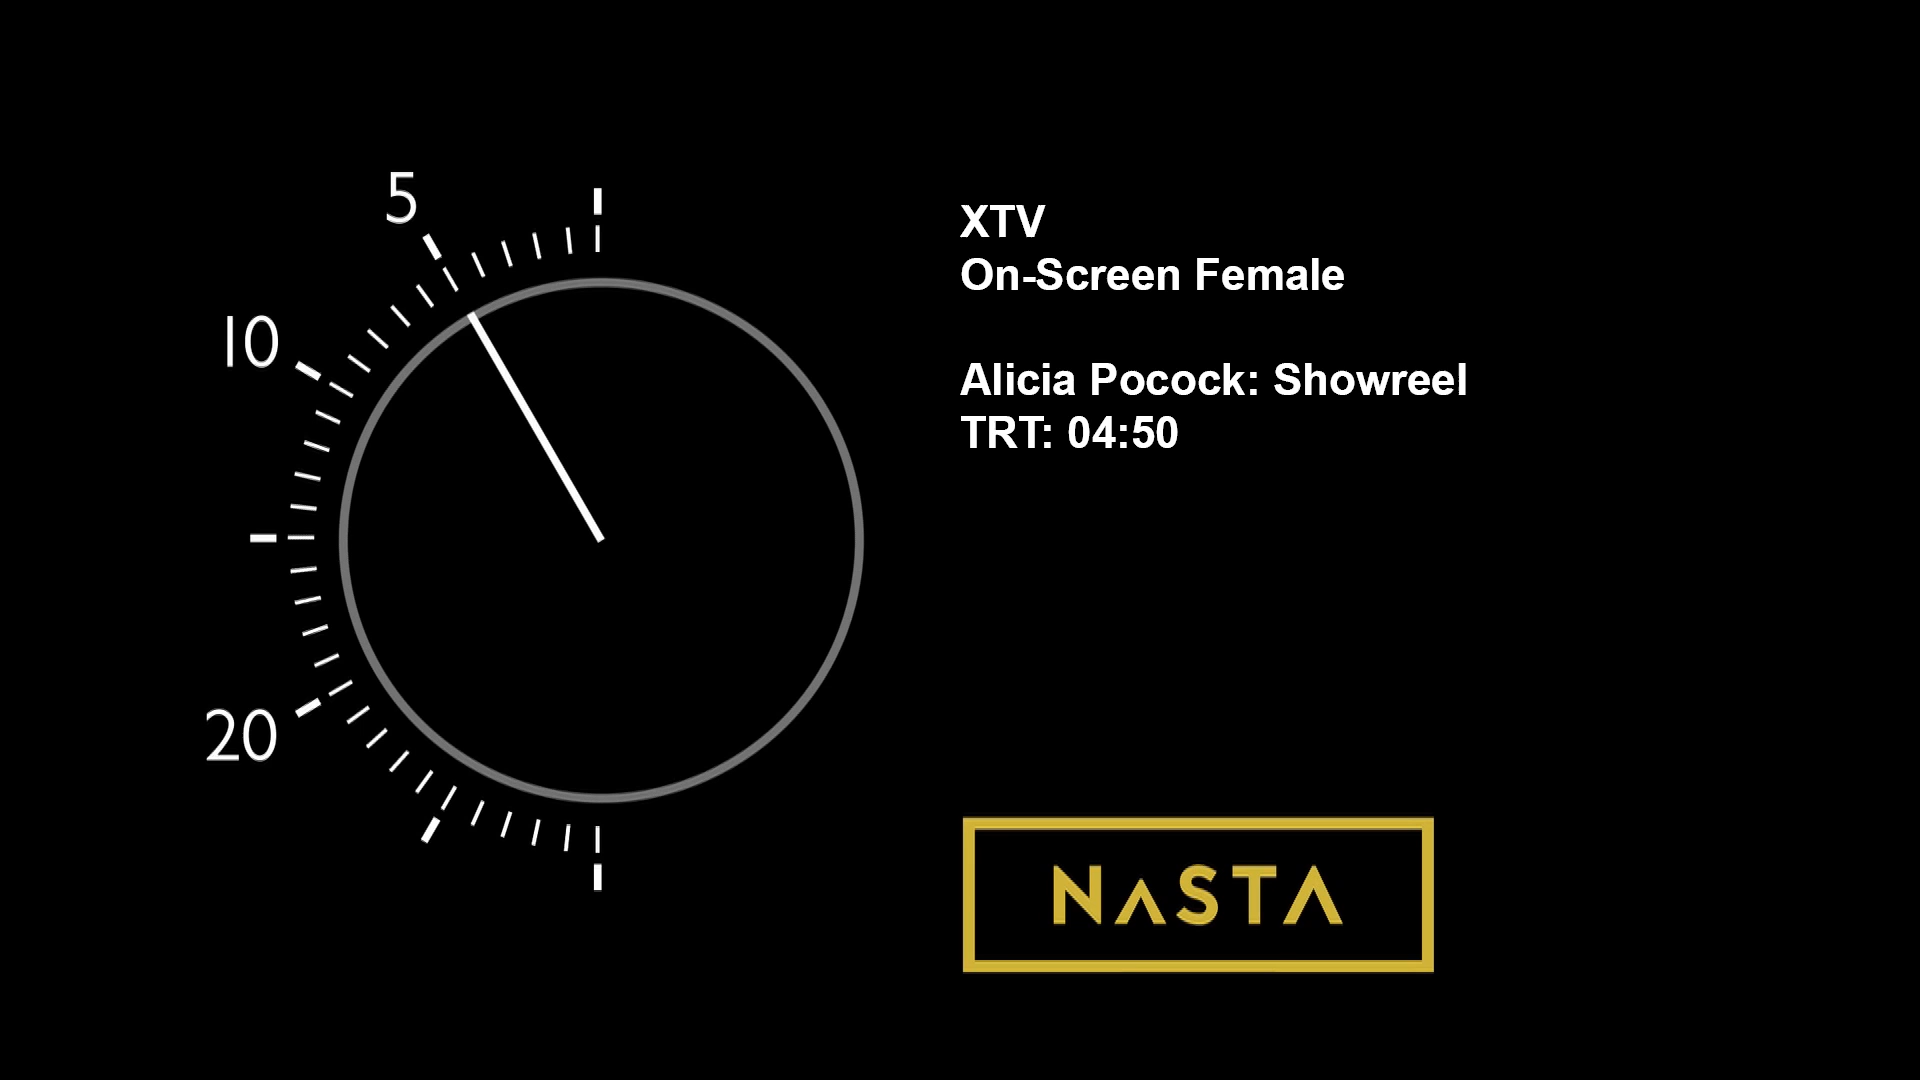 5
10
20
XTV
On-Screen Female
Alicia Pocock: Showreel
TRT: 04:50
NASTA